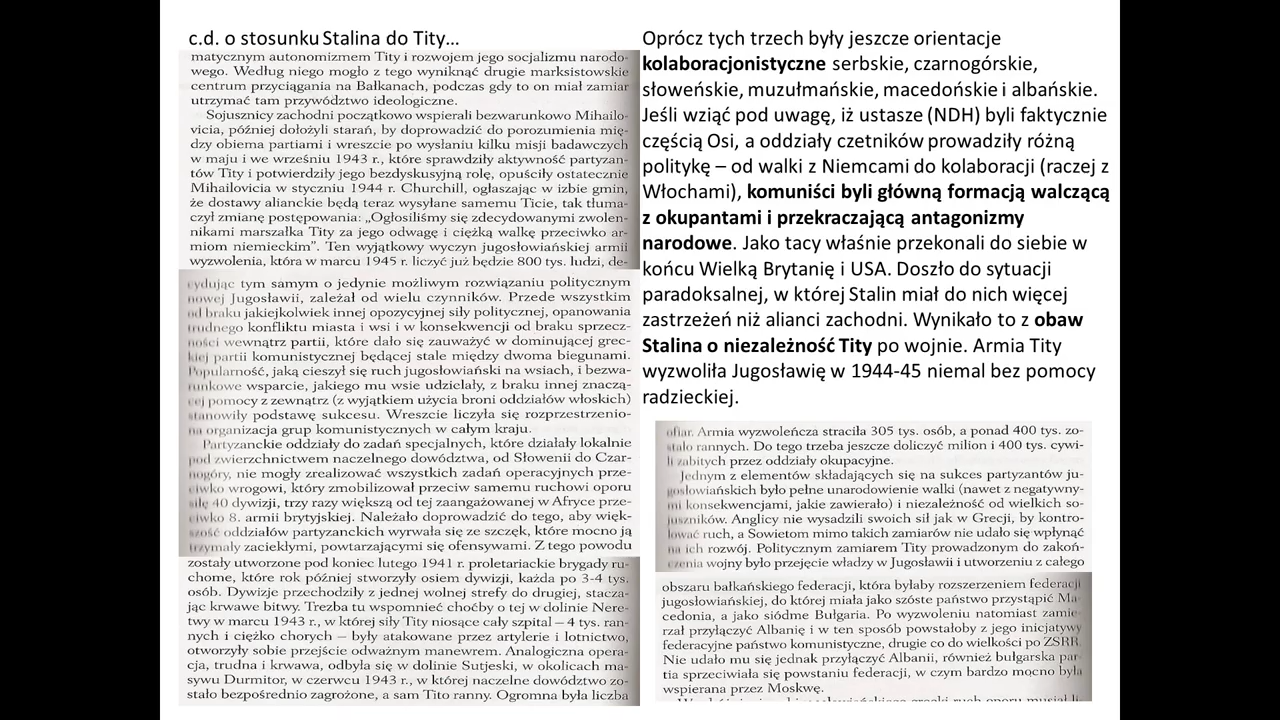 c.d. o stosunku Stalina do Tity...
matycznym autonomizmem Tity i rozwojem jego socjalizmu narodo-
wego. Według niego mogło z tego wyniknąć drugie marksistowskie
centrum przyciągania na Bałkanach, podczas gdy to on miał zamiar
utrzymać tam przywództwo ideologiczne.
Sojusznicy zachodni początkowo wspierali bezwarunkowo Mihailo-
vicia, później dołożyli starań, by doprowadzić do porozumienia mię-
dzy obiema partiami i wreszcie po wysłaniu kilku misji badawczych
w maju i we wrześniu 1943 r., które sprawdziły aktywność partyzan-
tów Tity i potwierdziły jego bezdyskusyjną rolę, opuściły ostatecznie
Mihailovicia w styczniu 1944 r. Churchill, ogłaszając w izbie gmin,
że dostawy alianckie będą teraz wysyłane samemu Ticie, tak tłuma-
czył zmianę postępowania: „Ogłosiliśmy się zdecydowanymi zwolen-
nikami marszałka Tity za jego odwagę i ciężką walkę przeciwko ar-
miom niemieckim”. Ten wyjątkowy wyczyn jugosłowiańskiej armii
wyzwolenia, która w marcu 1945 r. liczyć już będzie 800 tys. ludzi, de-
cydując tym samym o jedynie możliwym rozwiązaniu politycznym
nowej Jugosławii, zależał od wielu czynników. Przede wszystkim
od braku jakiejkolwiek innej opozycyjnej siły politycznej, opanowania
trudnego konfliktu miasta i wsi i w konsekwencji od braku sprzecz-
ności wewnątrz partii, które dało się zauważyć w dominującej grec-
kiej partii komunistycznej będącej stale między dwoma biegunami.
Popularność, jaką cieszył się ruch jugosłowiański na wsiach, i bezwa-
runkowe wsparcie, jakiego mu wsie udzielały, z braku innej znaczą-
cej pomocy z zewnątrz (z wyjątkiem użycia broni oddziałów włoskich)
stanowiły podstawę sukcesu. Wreszcie liczyła się rozprzestrzenio-
na organizacja grup komunistycznych w całym kraju.
Partyzanckie oddziały do zadań specjalnych, które działały lokalnie
pod zwierzchnictwem naczelnego dowództwa, od Słowenii do Czar-
nogóry, nie mogły zrealizować wszystkich zadań operacyjnych prze-
ciwko wrogowi, który zmobilizował przeciw samemu ruchowi oporu
siłę 40 dywizji, trzy razy większą od tej zaangażowanej w Afryce prze-
ciwko 8. armii brytyjskiej. Należało doprowadzić do tego, aby więk-
szość oddziałów partyzanckich wyrwała się ze szczęk, które mocno ją
trzymały zaciekłymi, powtarzającymi się ofensywami. Z tego powodu
zostały utworzone pod koniec lutego 1941 r. proletariackie brygady ru-
chome, które rok później stworzyły osiem dywizji, każda po 3-4 tys.
osób. Dywizje przechodziły z jednej wolnej strefy do drugiej, stacza-
jąc krwawe bitwy. Trzeba tu wspomnieć choćby o tej w dolinie Nere-
twy w marcu 1943 r., w której siły Tity niosące cały szpital – 4 tys. ran-
nych i ciężko chorych – były atakowane przez artylerie i lotnictwo,
otworzyły sobie przejście odważnym manewrem. Analogiczna opera-
cja, trudna i krwawa, odbyła się w dolinie Sutjeski, w okolicach ma-
sywu Durmitor, w czerwcu 1943 r., w której naczelne dowództwo zo-
stało bezpośrednio zagrożone, a sam Tito ranny. Ogromna była liczba
Oprócz tych trzech były jeszcze orientacje
kolaboracjonistyczne serbskie, czarnogórskie,
słoweńskie, muzułmańskie, macedońskie i albańskie.
Jeśli wziąć pod uwagę, iż ustasze (NDH) byli faktycznie
częścią Osi, a oddziały czetników prowadziły różną
politykę – od walki z Niemcami do kolaboracji (raczej z
Włochami), komuniści byli główną formacją walczącą
z okupantami i przekraczającą antagonizmy
narodowe. Jako tacy właśnie przekonali do siebie w
końcu Wielką Brytanię i USA. Doszło do sytuacji
paradoksalnej, w której Stalin miał do nich więcej
zastrzeżeń niż alianci zachodni. Wynikało to z obaw
Stalina o niezależność Tity po wojnie. Armia Tity
wyzwoliła Jugosławię w 1944-45 niemal bez pomocy
radzieckiej.
ofiar. Armia wyzwoleńcza straciła 305 tys. osób, a ponad 400 tys. zo-
stało rannych. Do tego trzeba jeszcze doliczyć milion i 400 tys. cywi-
li zabitych przez oddziały okupacyjne.
Jednym z elementów składających się na sukces partyzantów ju-
gosłowiańskich było pełne unarodowienie walki (nawet z negatywny-
mi konsekwencjami, jakie zawierało) i niezależność od wielkich so-
juszników. Anglicy nie wysadzili swoich sił jak w Grecji, by kontro-
lować ruch, a Sowietom mimo takich zamiarów nie udało się wpłynąć
na ich rozwój. Politycznym zamiarem Tity prowadzonym do zakoń-
czenia wojny było przejęcie władzy w Jugosławii i utworzeniu z całego
obszaru bałkańskiego federacji, która byłaby rozszerzeniem federacji
jugosłowiańskiej, do której miała jako szóste państwo przystąpić Ma-
cedonia, a jako siódme Bułgaria. Po wyzwoleniu natomiast zamie-
rzał przyłączyć Albanię i w ten sposób powstałoby z jego inicjatywy
federacyjne państwo komunistyczne, drugie co do wielkości po ZSRR.
Nie udało mu się jednak przyłączyć Albanii, również bułgarska par-
tia sprzeciwiała się powstaniu federacji, w czym bardzo mocno była
wspierana przez Moskwę.